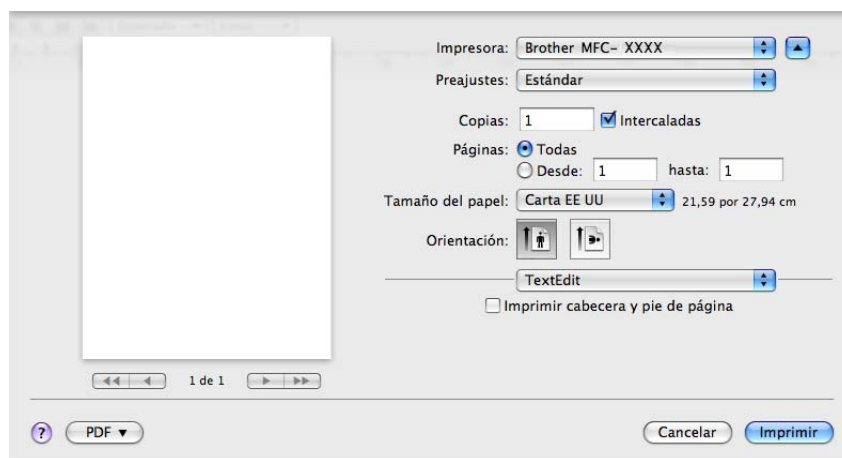 Impresora: Brother MFC- XXXX
Preajustes: Estándar
Copias: 1 Intercaladas
Páginas: Todas
Desde: 1 hasta: 1
Tamaño del papel: Carta EE UU 21,59 por 27,94 cm
Orientación:
TextEdit
Imprimir cabecera y pie de página
1 de 1
? PDF Cancelar Imprimir